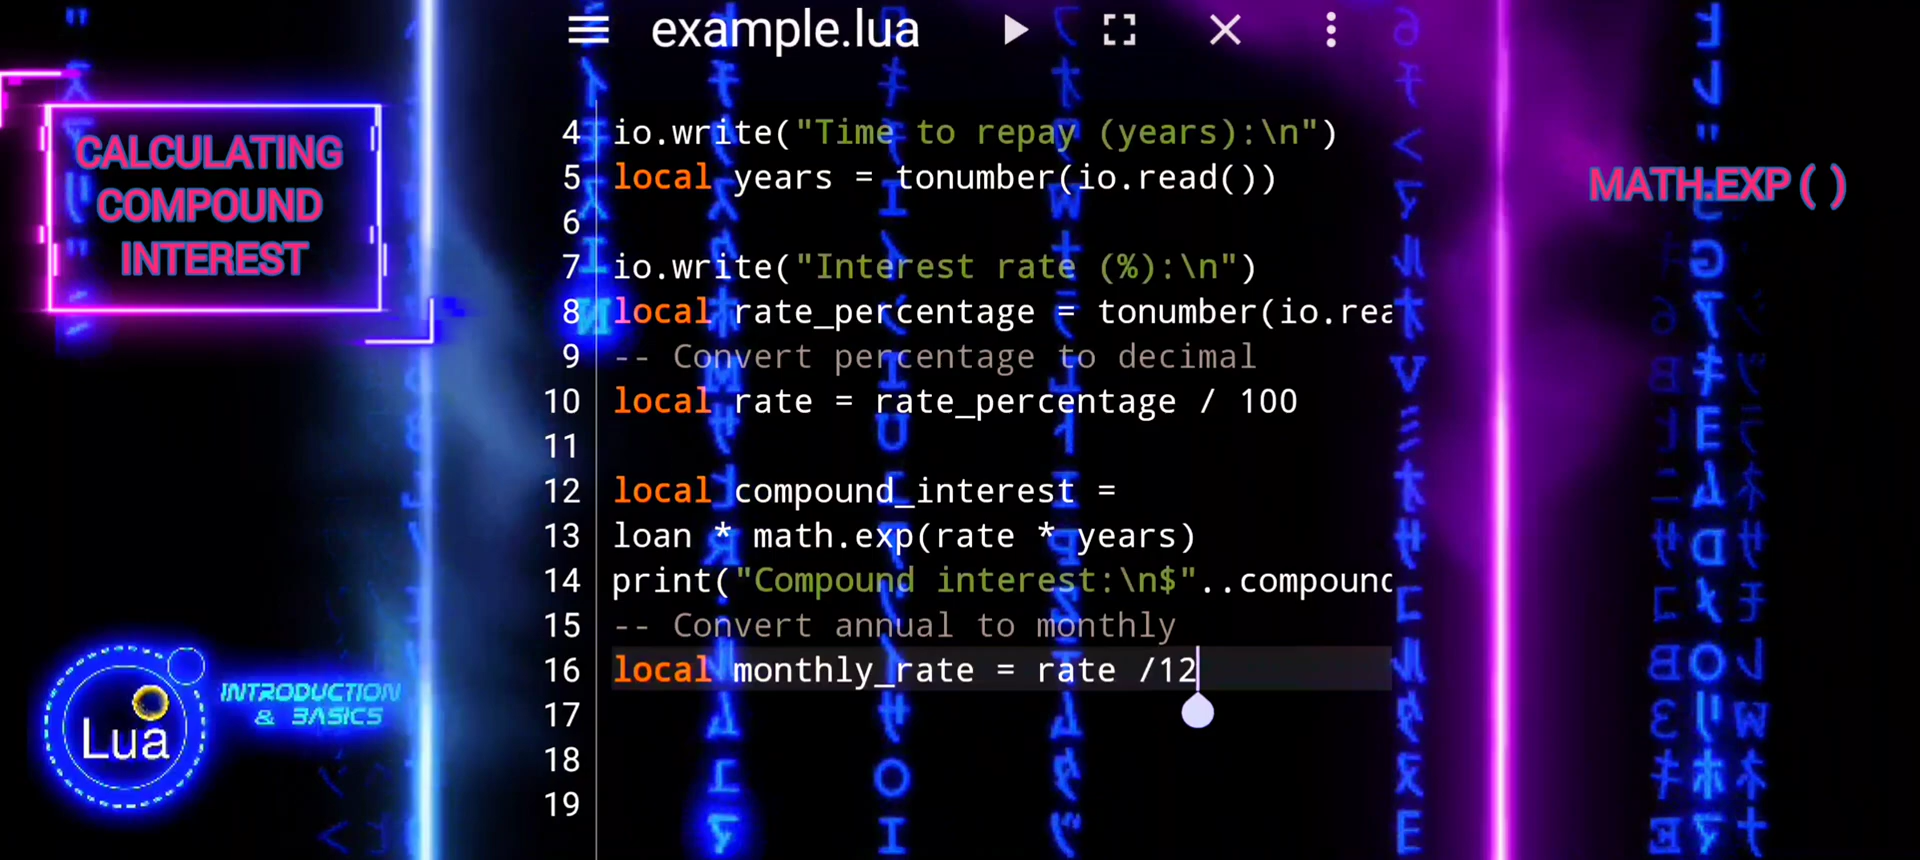 example.lua
CALCULATING
COMPOUND
INTEREST
4 io.write("Time to repay (years):\n")
5 local years = tonumber(io.read())
6
7 io.write("Interest rate (%):\n")
8 local rate_percentage = tonumber(io.rea
9 -- Convert percentage to decimal
10 local rate = rate_percentage / 100
11
12 local compound_interest =
13 loan * math.exp(rate * years)
14 print("Compound interest:\n$"..compound
15 -- Convert annual to monthly
16 local monthly_rate = rate /12
17
18
19
MATH.EXP ( )
Lua
INTRODUCTION
& BASICS